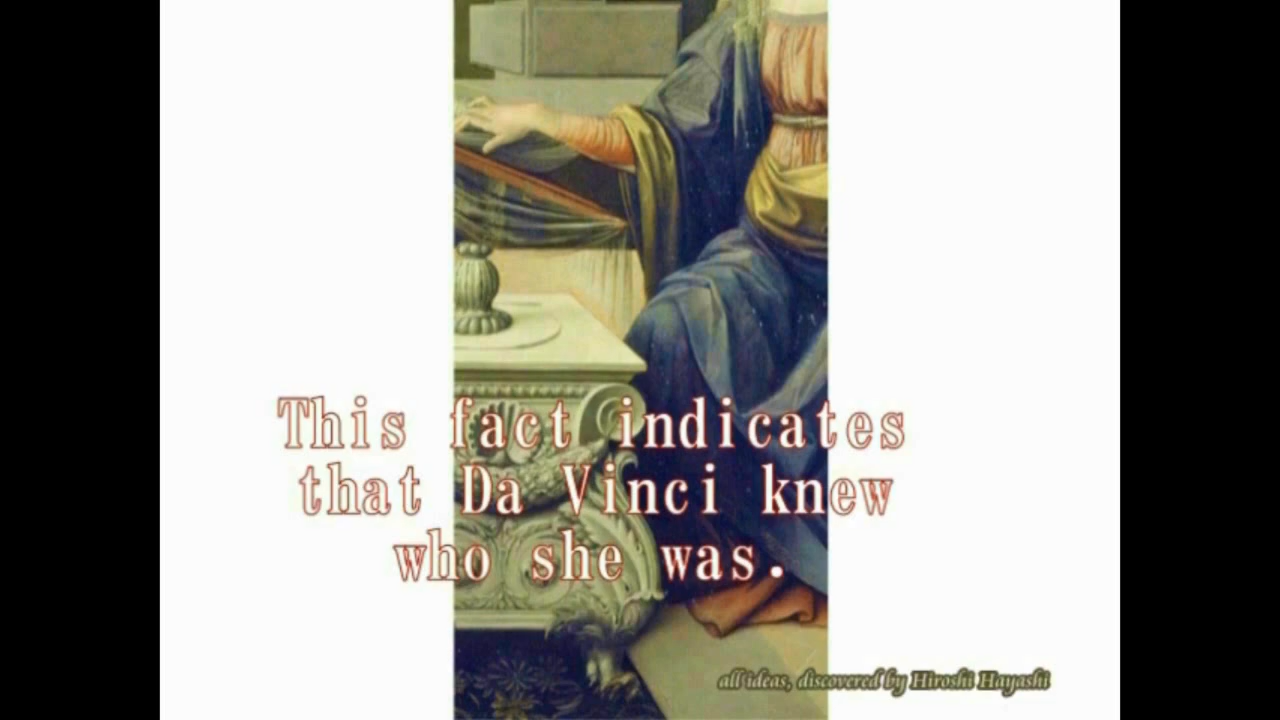 This fact indicates
that Da Vinci knew
who she was.
all ideas, discovered by Hiroshi Hayashi